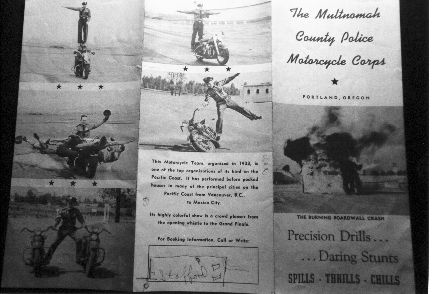 This Motorcycle Team, organized in 1933, is
one of the top organizations of its kind on the
Pacific Coast. It has performed before packed
houses in many of the principal cities on the
Pacific Coast from Vancouver, B.C.,
to Mexico City.
Its highly colorful show is a crowd pleaser from
the opening whistle to the Grand Finale.
For Booking Information, Call or Write:
The Multnomah
County Police
Motorcycle Corps
PORTLAND, OREGON
THE BURNING BOARDWALL CRASH
Precision Drills...
...Daring Stunts
SPILLS - THRILLS - CHILLS